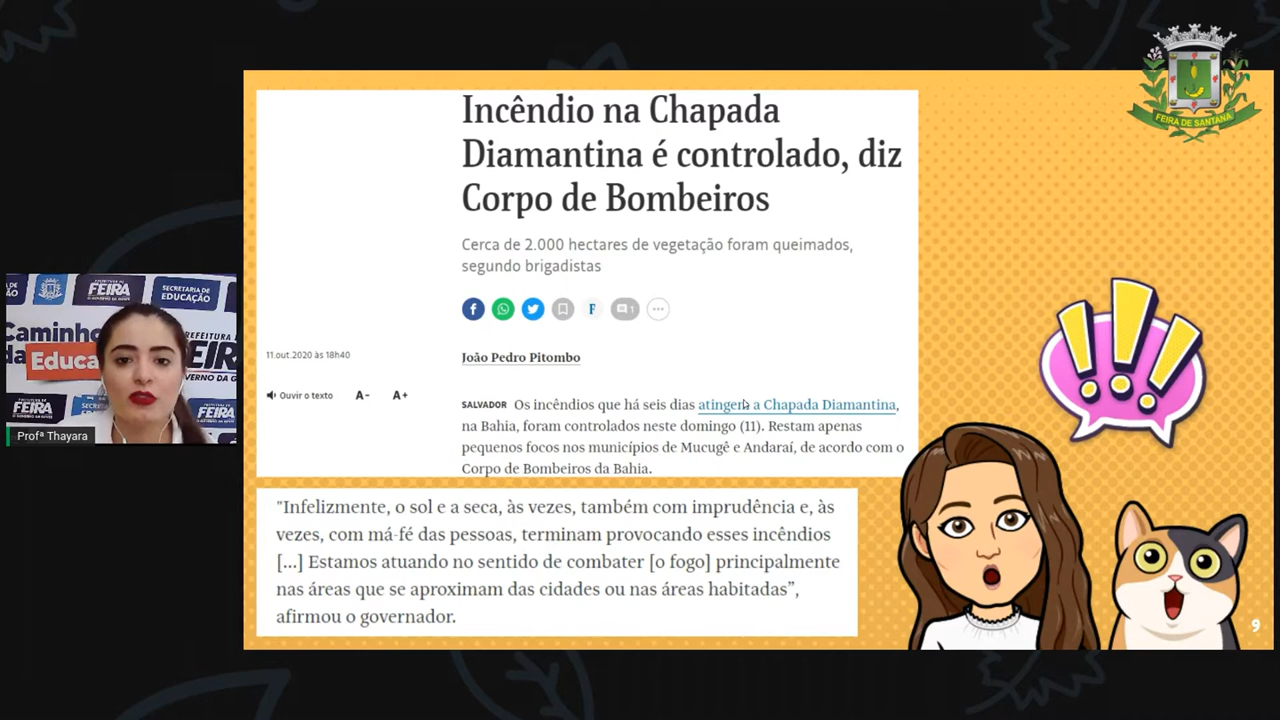 FEIRA DE SANTANA
Incêndio na Chapada
Diamantina é controlado, diz
Corpo de Bombeiros
Cerca de 2.000 hectares de vegetação foram queimados,
segundo brigadistas
F
1
11.out.2020 às 18h40
João Pedro Pitombo
Ouvir o texto A- A+
SALVADOR Os incêndios que há seis dias atingem a Chapada Diamantina,
na Bahia, foram controlados neste domingo (11). Restam apenas
pequenos focos nos municípios de Mucugê e Andaraí, de acordo com o
Corpo de Bombeiros da Bahia.
"Infelizmente, o sol e a seca, às vezes, também com imprudência e, às
vezes, com má-fé das pessoas, terminam provocando esses incêndios
[...] Estamos atuando no sentido de combater [o fogo] principalmente
nas áreas que se aproximam das cidades ou nas áreas habitadas”,
afirmou o governador.
9
FEIRA
SECRETARIA DE
EDUCAÇÃO
Caminho
da Educa
FEIRA
FEIRA
Profª Thayara